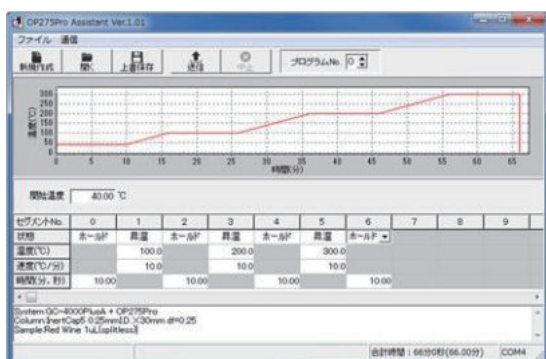 OP275Pro Assistant Ver.1.01
ファイル 通信
新規作成 開く 上書保存 送信 中止 プログラムNo. 0
温度(℃)
300
250
200
150
100
50
0 5 10 15 20 25 30 35 40 45 50 55 60 65
時間(分)
開始温度 40.00 ℃
セグメントNo. 0 1 2 3 4 5 6 7 8 9
状態 ホールド 昇温 ホールド 昇温 ホールド 昇温 ホールド
温度(℃) 100.0 200.0 300.0
速度(℃/分) 10.0 10.0 10.0
時間(分.秒) 10.00 10.00 10.00 10.00
System:GC-4000PlusA + OP275Pro
Column:InertCap5 0.25mmI.D.×30mm df=0.25
Sample:Red Wine 1uL[splitless]
合計時間：66分0秒(66.00分) COM4